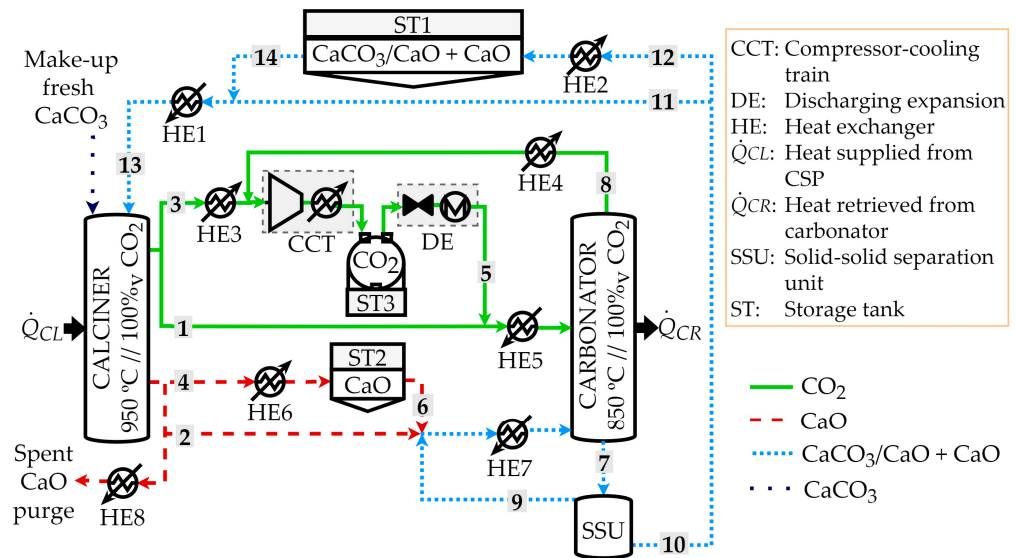 ST1
CaCO₃/CaO + CaO
14
12
HE2
11
HE1
Make-up
fresh
CaCO₃
13
3
HE3
CCT
CO₂
ST3
DE
HE4
8
5
1
HE5
Q̇CL
CALCINER
950 ºC // 100%v CO₂
CARBONATOR
850 ºC // 100%v CO₂
Q̇CR
4
HE6
ST2
CaO
6
2
HE7
7
Spent
CaO
purge
HE8
9
SSU
10
CCT: Compressor-cooling
train
DE: Discharging expansion
HE: Heat exchanger
Q̇CL: Heat supplied from
CSP
Q̇CR: Heat retrieved from
carbonator
SSU: Solid-solid separation
unit
ST: Storage tank
CO₂
CaO
CaCO₃/CaO + CaO
CaCO₃